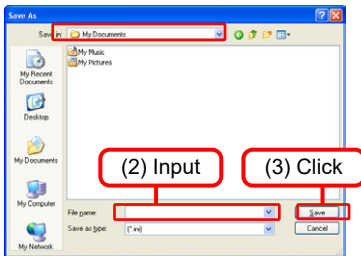 Save As
Save in: My Documents
My Music
My Pictures
My Recent
Documents
Desktop
My Documents
(2) Input
(3) Click
My Computer
File name:
Save
Save as type: (*.ini)
Cancel
My Network